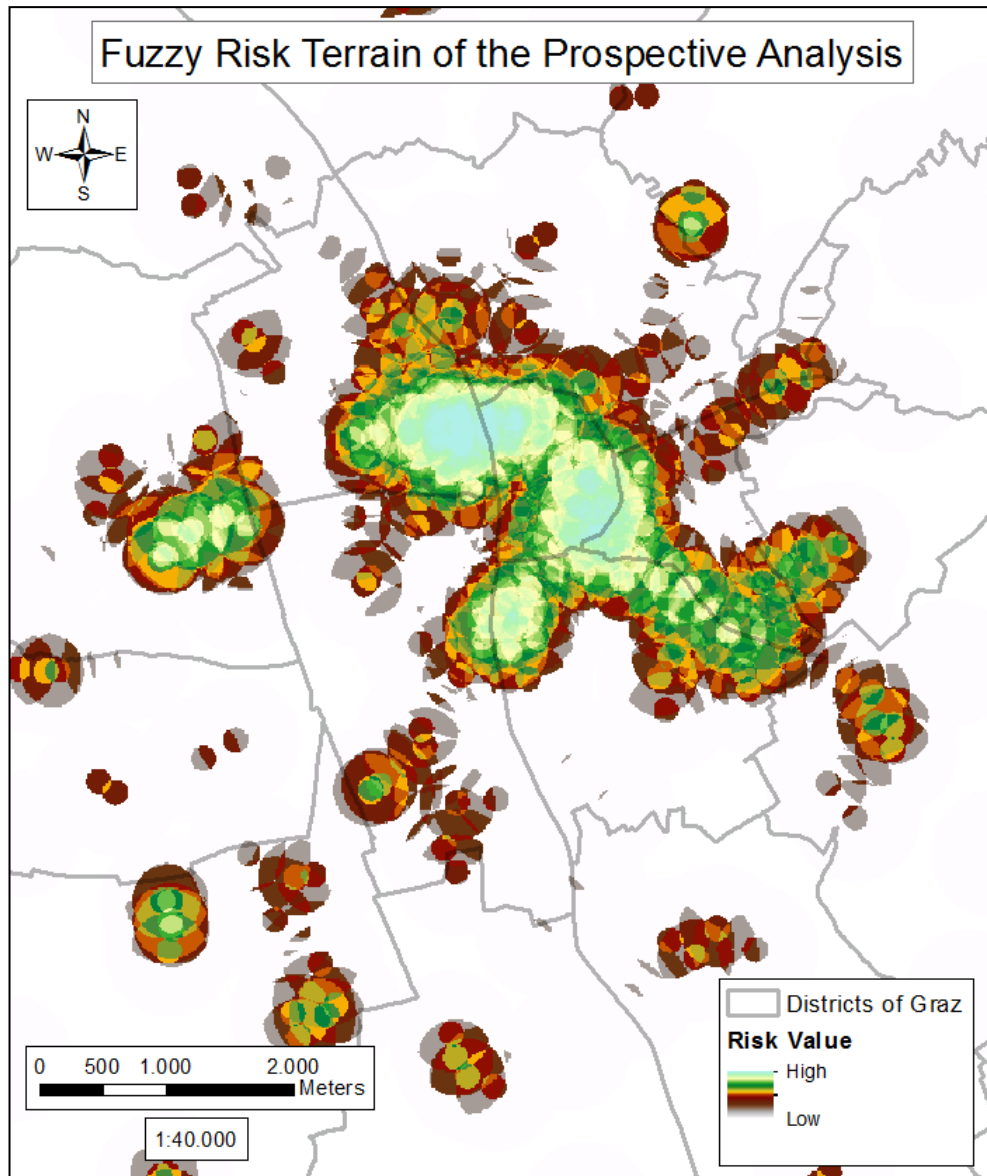 Fuzzy Risk Terrain of the Prospective Analysis
N
W E
S
Districts of Graz
Risk Value
High
Low
0 500 1.000 2.000
Meters
1:40.000